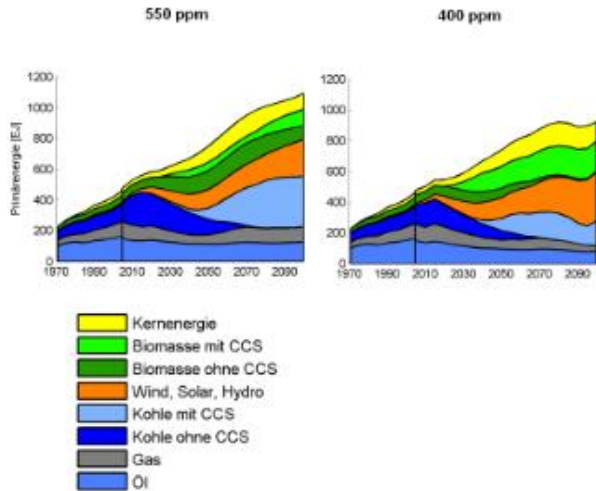 550 ppm
400 ppm
Primärenergie [EJ]
1200
1000
800
600
400
200
0
1970
1990
2010
2030
2050
2070
2090
1200
1000
800
600
400
200
0
1970
1990
2010
2030
2050
2070
2090
Kernenergie
Biomasse mit CCS
Biomasse ohne CCS
Wind, Solar, Hydro
Kohle mit CCS
Kohle ohne CCS
Gas
Öl